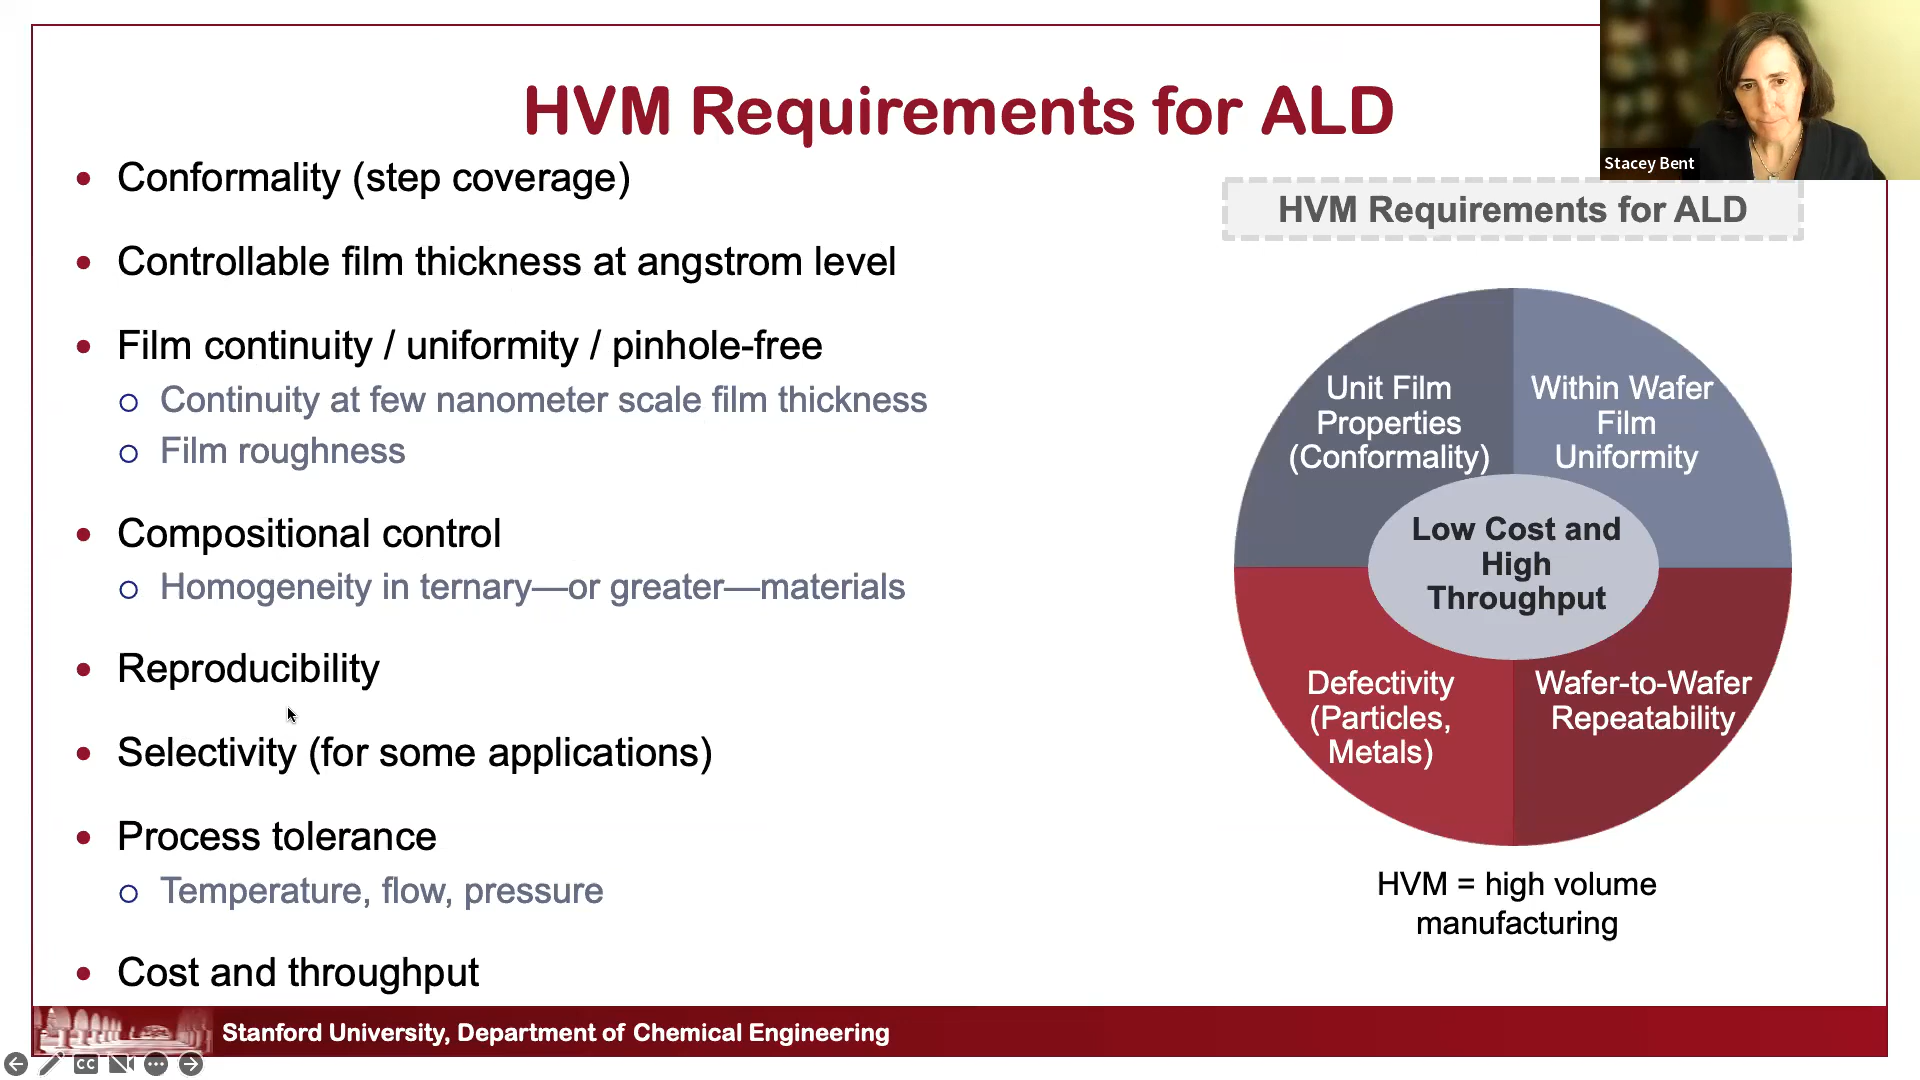 HVM Requirements for ALD
Stacey Bent
• Conformality (step coverage)
• Controllable film thickness at angstrom level
• Film continuity / uniformity / pinhole-free
○ Continuity at few nanometer scale film thickness
○ Film roughness
• Compositional control
○ Homogeneity in ternary—or greater—materials
• Reproducibility
• Selectivity (for some applications)
• Process tolerance
○ Temperature, flow, pressure
• Cost and throughput
HVM Requirements for ALD
Unit Film
Properties
(Conformality)
Within Wafer
Film
Uniformity
Low Cost and
High
Throughput
Defectivity
(Particles,
Metals)
Wafer-to-Wafer
Repeatability
HVM = high volume
manufacturing
Stanford University, Department of Chemical Engineering
CC